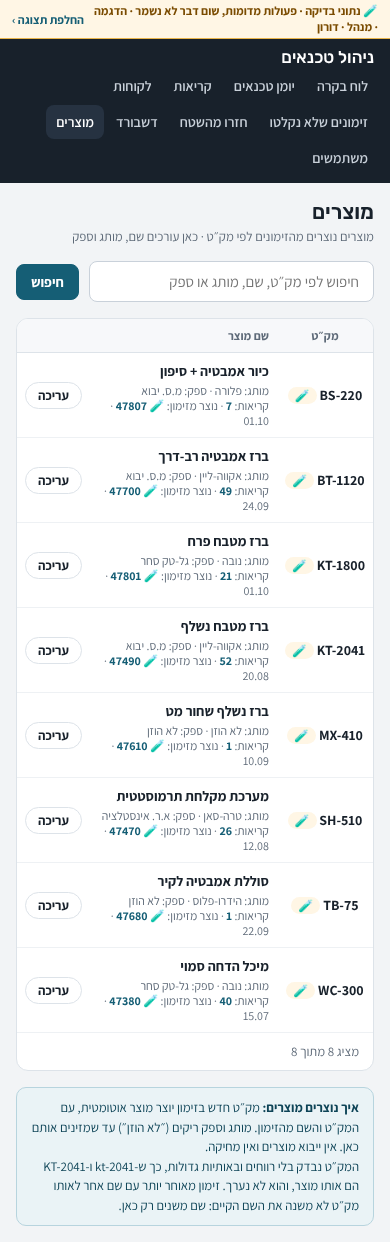 🧪 נתוני בדיקה · פעולות מדומות, שום דבר לא נשמר · הדגמה
· מנהל · דורון
החלפת תצוגה ›
ניהול טכנאים
לוח בקרה יומן טכנאים קריאות לקוחות
זימונים שלא נקלטו חזרו מהשטח דשבורד מוצרים
משתמשים
מוצרים
מוצרים נוצרים מהזימונים לפי מק״ט · כאן עורכים שם, מותג וספק
חיפוש לפי מק״ט, שם, מותג או ספק
חיפוש
מק״ט שם מוצר
BS-220 🧪
כיור אמבטיה + סיפון
מותג: פלורה · ספק: מ.ס. יבוא
קריאות: 7 · נוצר מזימון: 🧪 47807 ·
01.10
עריכה
BT-1120 🧪
ברז אמבטיה רב-דרך
מותג: אקווה-ליין · ספק: מ.ס. יבוא
קריאות: 49 · נוצר מזימון: 🧪 47700 ·
24.09
עריכה
KT-1800 🧪
ברז מטבח פרח
מותג: נובה · ספק: גל-טק סחר
קריאות: 21 · נוצר מזימון: 🧪 47801 ·
01.10
עריכה
KT-2041 🧪
ברז מטבח נשלף
מותג: אקווה-ליין · ספק: מ.ס. יבוא
קריאות: 52 · נוצר מזימון: 🧪 47490 ·
20.08
עריכה
MX-410 🧪
ברז נשלף שחור מט
מותג: לא הוזן · ספק: לא הוזן
קריאות: 1 · נוצר מזימון: 🧪 47610 ·
10.09
עריכה
SH-510 🧪
מערכת מקלחת תרמוסטטית
מותג: טרה-סאן · ספק: א.ר. אינסטלציה
קריאות: 26 · נוצר מזימון: 🧪 47470 ·
12.08
עריכה
TB-75 🧪
סוללת אמבטיה לקיר
מותג: הידרו-פלוס · ספק: לא הוזן
קריאות: 1 · נוצר מזימון: 🧪 47680 ·
22.09
עריכה
WC-300 🧪
מיכל הדחה סמוי
מותג: נובה · ספק: גל-טק סחר
קריאות: 40 · נוצר מזימון: 🧪 47380 ·
15.07
עריכה
מציג 8 מתוך 8
איך נוצרים מוצרים: מק״ט חדש בזימון יוצר מוצר אוטומטית, עם
המק״ט והשם מהזימון. מותג וספק ריקים (״לא הוזן״) עד שמזינים אותם
כאן. אין ייבוא מוצרים ואין מחיקה.
המק״ט נבדק בלי רווחים ובאותיות גדולות, כך ש-kt-2041 ו-KT-2041
הם אותו מוצר, והוא לא נערך. זימון מאוחר יותר עם שם אחר לאותו
מק״ט לא משנה את השם הקיים: שם משנים רק כאן.